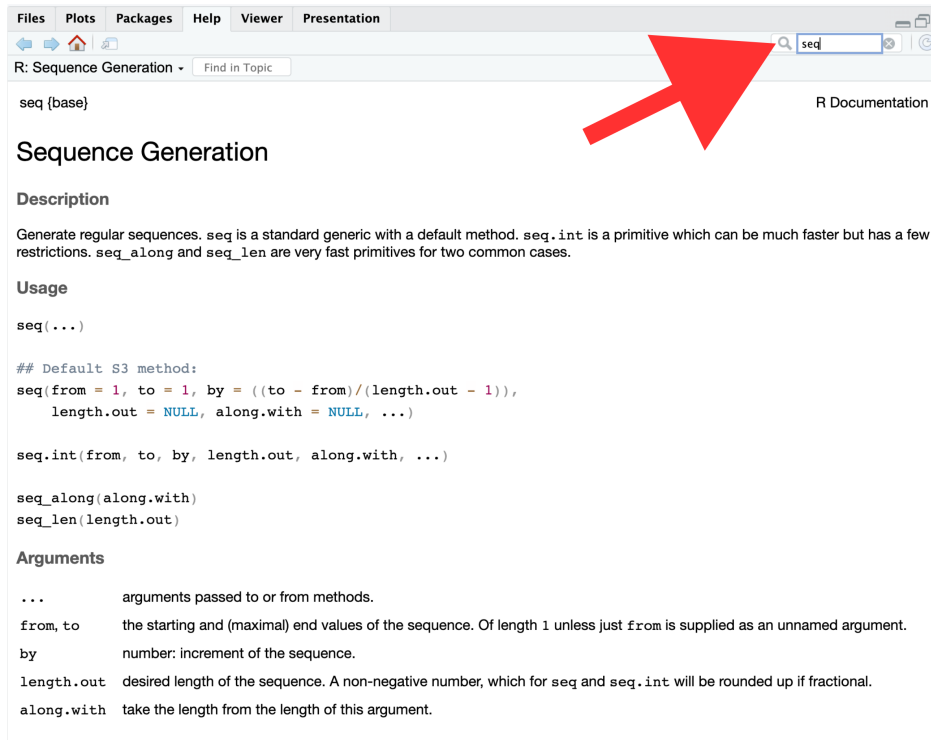 Files Plots Packages Help Viewer Presentation
seq
R: Sequence Generation Find in Topic
seq {base} R Documentation
Sequence Generation
Description
Generate regular sequences. seq is a standard generic with a default method. seq.int is a primitive which can be much faster but has a few
restrictions. seq_along and seq_len are very fast primitives for two common cases.
Usage
seq(...)
## Default S3 method:
seq(from = 1, to = 1, by = ((to - from)/(length.out - 1)),
    length.out = NULL, along.with = NULL, ...)
seq.int(from, to, by, length.out, along.with, ...)
seq_along(along.with)
seq_len(length.out)
Arguments
... arguments passed to or from methods.
from, to the starting and (maximal) end values of the sequence. Of length 1 unless just from is supplied as an unnamed argument.
by number: increment of the sequence.
length.out desired length of the sequence. A non-negative number, which for seq and seq.int will be rounded up if fractional.
along.with take the length from the length of this argument.